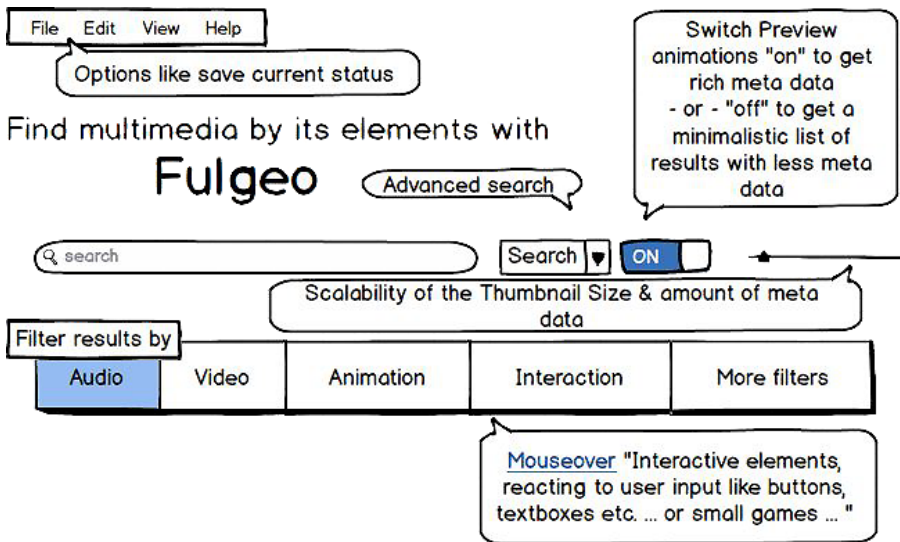 File Edit View Help
Options like save current status
Switch Preview
animations "on" to get
rich meta data
- or - "off" to get a
minimalistic list of
results with less meta
data
Find multimedia by its elements with
Fulgeo
Advanced search
search
Search
ON
Scalability of the Thumbnail Size & amount of meta
data
Filter results by
Audio Video Animation Interaction More filters
Mouseover "Interactive elements,
reacting to user input like buttons,
textboxes etc. ... or small games ... "